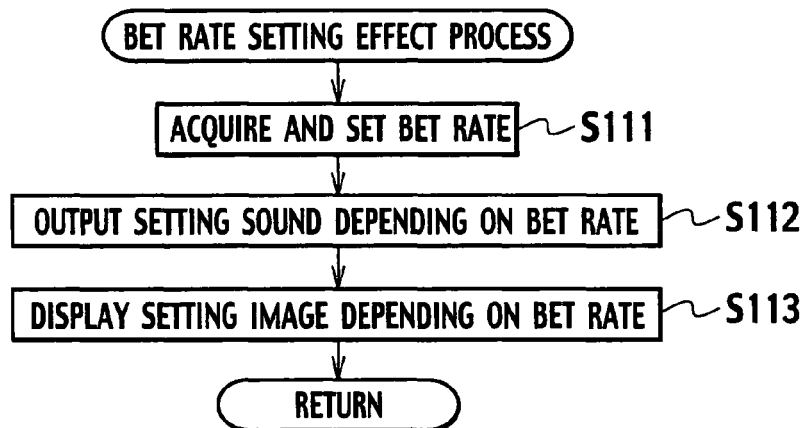 BET RATE SETTING EFFECT PROCESS
ACQUIRE AND SET BET RATE S111
OUTPUT SETTING SOUND DEPENDING ON BET RATE S112
DISPLAY SETTING IMAGE DEPENDING ON BET RATE S113
RETURN